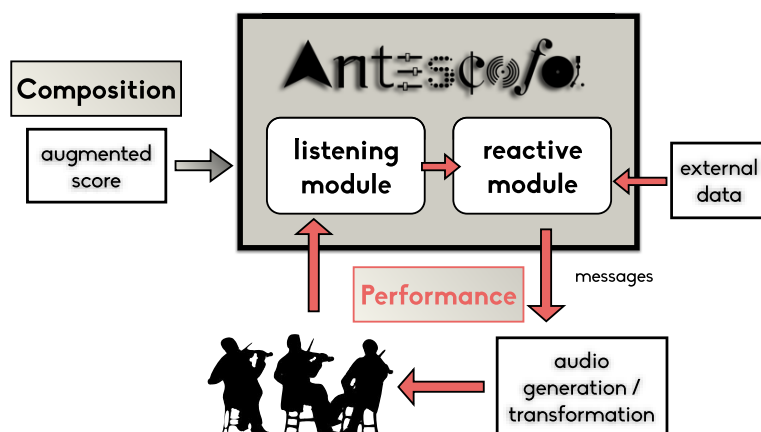 Antescofo
Composition
augmented
score
listening
module
reactive
module
external
data
Performance
messages
audio
generation /
transformation